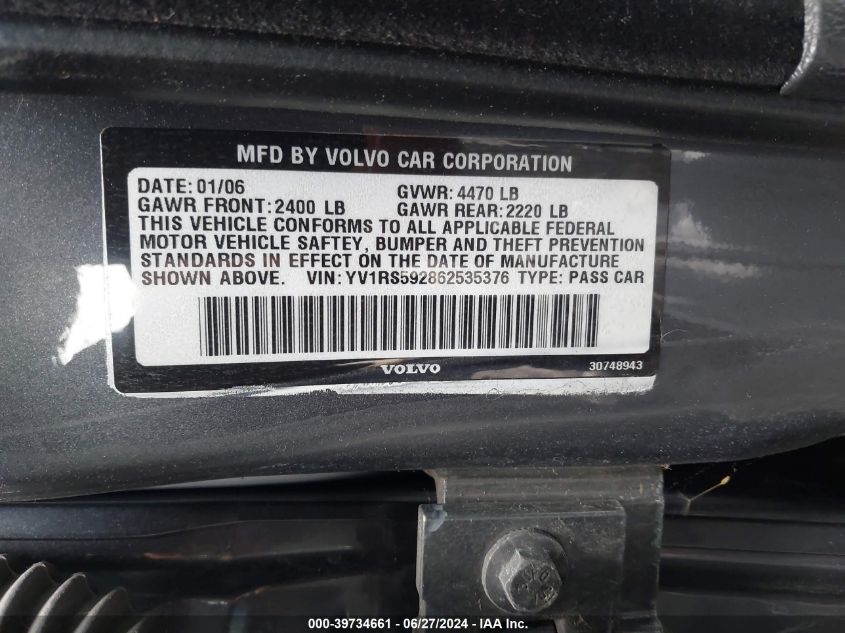 MFD BY VOLVO CAR CORPORATION
DATE: 01/06 GVWR: 4470 LB
GAWR FRONT: 2400 LB GAWR REAR: 2220 LB
THIS VEHICLE CONFORMS TO ALL APPLICABLE FEDERAL
MOTOR VEHICLE SAFTEY, BUMPER AND THEFT PREVENTION
STANDARDS IN EFFECT ON THE DATE OF MANUFACTURE
SHOWN ABOVE. VIN: YV1RS592862535376 TYPE: PASS CAR
VOLVO 30748943
000-39734661 - 06/27/2024 - IAAI.COM